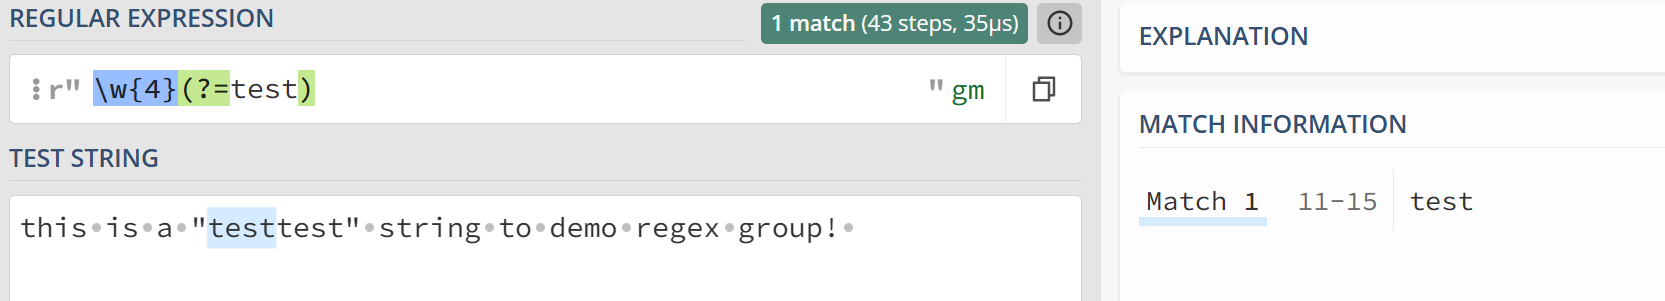 REGULAR EXPRESSION
1 match (43 steps, 35μs)
r" \w{4}(?=test) " gm
TEST STRING
this·is·a·"testtest"·string·to·demo·regex·group!·
EXPLANATION
MATCH INFORMATION
Match 1 11-15 test